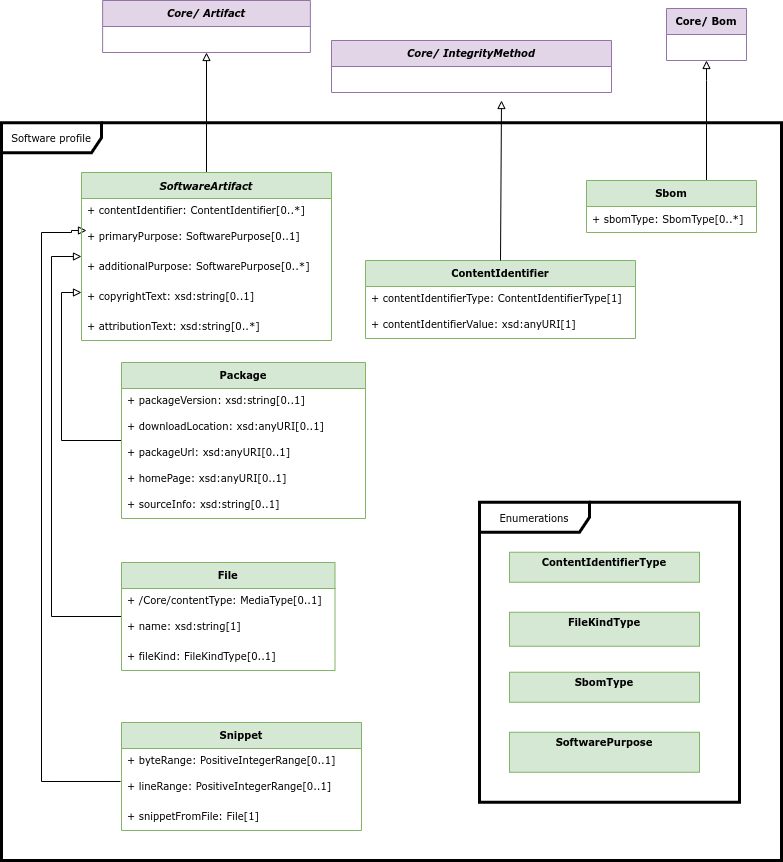 Core/ Artifact
Core/ IntegrityMethod
Core/ Bom
Software profile
SoftwareArtifact
+ contentIdentifier: ContentIdentifier[0..*]
+ primaryPurpose: SoftwarePurpose[0..1]
+ additionalPurpose: SoftwarePurpose[0..*]
+ copyrightText: xsd:string[0..1]
+ attributionText: xsd:string[0..*]
Sbom
+ sbomType: SbomType[0..*]
ContentIdentifier
+ contentIdentifierType: ContentIdentifierType[1]
+ contentIdentifierValue: xsd:anyURI[1]
Package
+ packageVersion: xsd:string[0..1]
+ downloadLocation: xsd:anyURI[0..1]
+ packageUrl: xsd:anyURI[0..1]
+ homePage: xsd:anyURI[0..1]
+ sourceInfo: xsd:string[0..1]
File
+ /Core/contentType: MediaType[0..1]
+ name: xsd:string[1]
+ fileKind: FileKindType[0..1]
Snippet
+ byteRange: PositiveIntegerRange[0..1]
+ lineRange: PositiveIntegerRange[0..1]
+ snippetFromFile: File[1]
Enumerations
ContentIdentifierType
FileKindType
SbomType
SoftwarePurpose